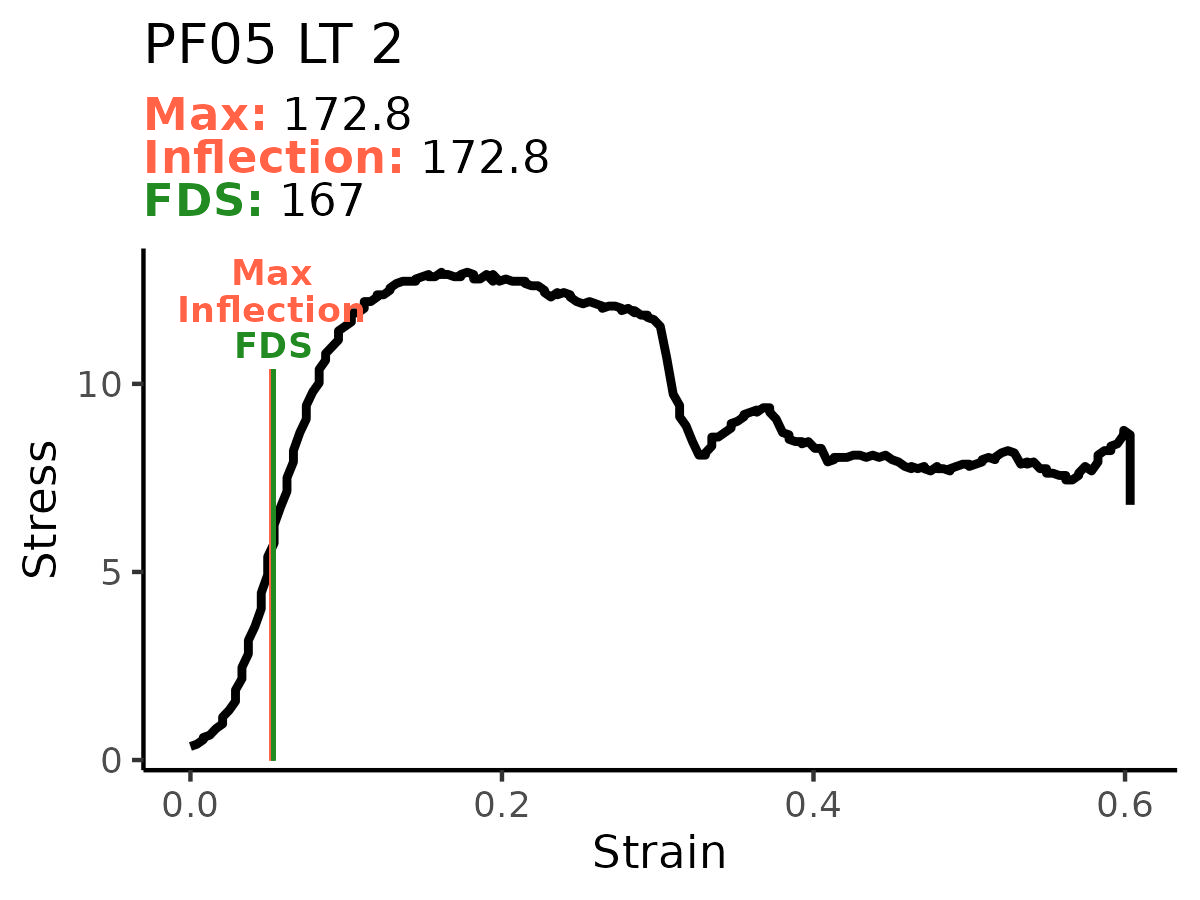 PF05 LT 2
Max: 172.8
Inflection: 172.8
FDS: 167
Max
Inflection
FDS
10
5
0
Stress
0.0 0.2 0.4 0.6
Strain